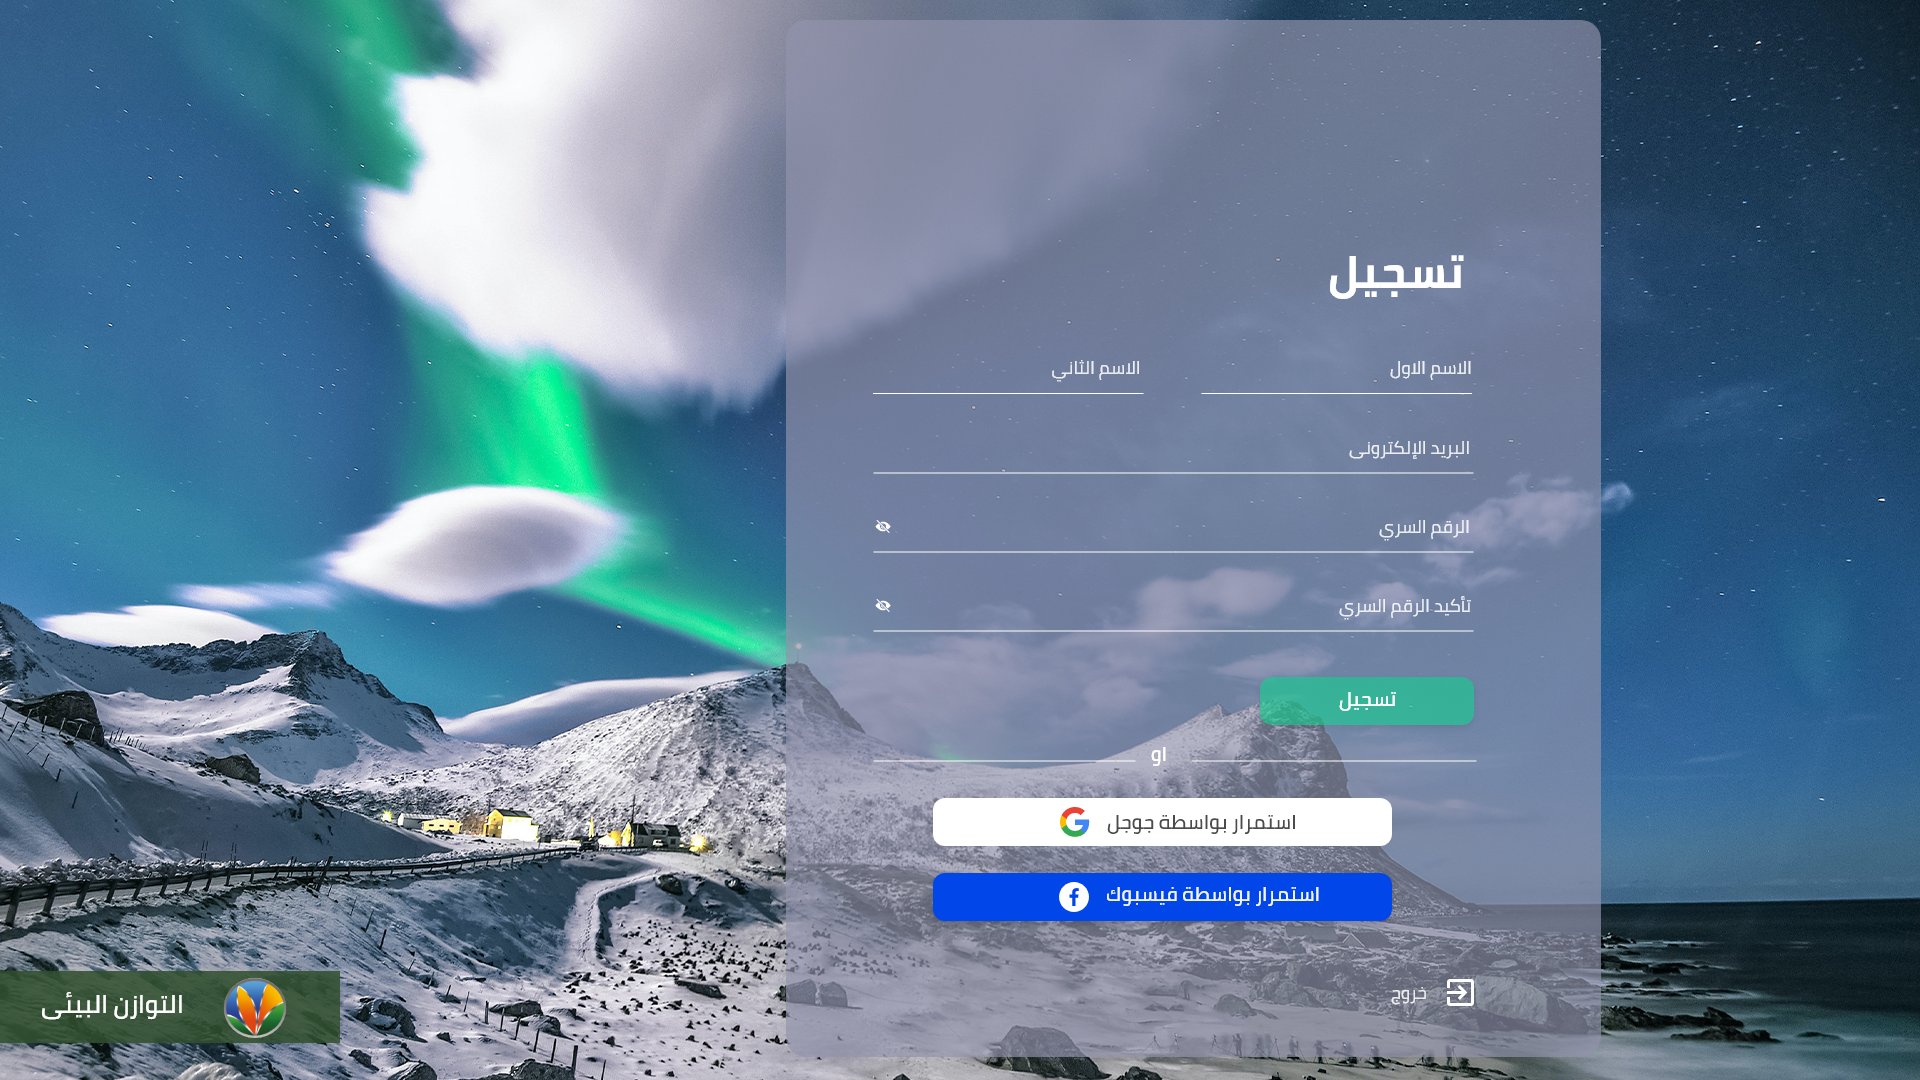 تسجيل
الاسم الاول
الاسم الثاني
البريد الإلكترونى
الرقم السري
تأكيد الرقم السري
تسجيل
او
استمرار بواسطة جوجل
استمرار بواسطة فيسبوك
خروج
التوازن البيئى